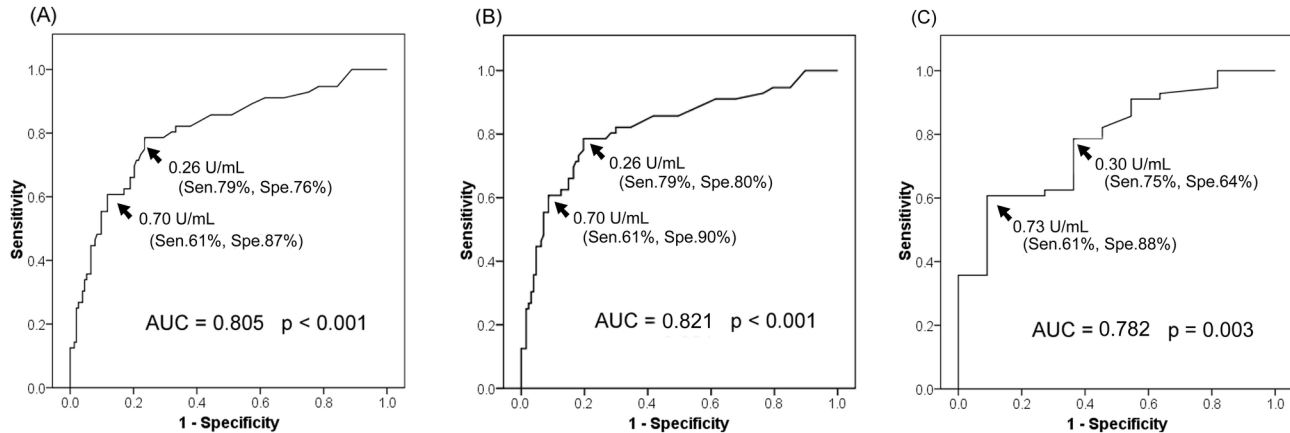 (A)
Sensitivity
1.0
0.8
0.6
0.4
0.2
0.0
0.26 U/mL
(Sen.79%, Spe.76%)
0.70 U/mL
(Sen.61%, Spe.87%)
AUC = 0.805 p < 0.001
0.0 0.2 0.4 0.6 0.8 1.0
1 - Specificity
(B)
Sensitivity
1.0
0.8
0.6
0.4
0.2
0.0
0.26 U/mL
(Sen.79%, Spe.80%)
0.70 U/mL
(Sen.61%, Spe.90%)
AUC = 0.821 p < 0.001
0.0 0.2 0.4 0.6 0.8 1.0
1 - Specificity
(C)
Sensitivity
1.0
0.8
0.6
0.4
0.2
0.0
0.30 U/mL
(Sen.75%, Spe.64%)
0.73 U/mL
(Sen.61%, Spe.88%)
AUC = 0.782 p = 0.003
0.0 0.2 0.4 0.6 0.8 1.0
1 - Specificity